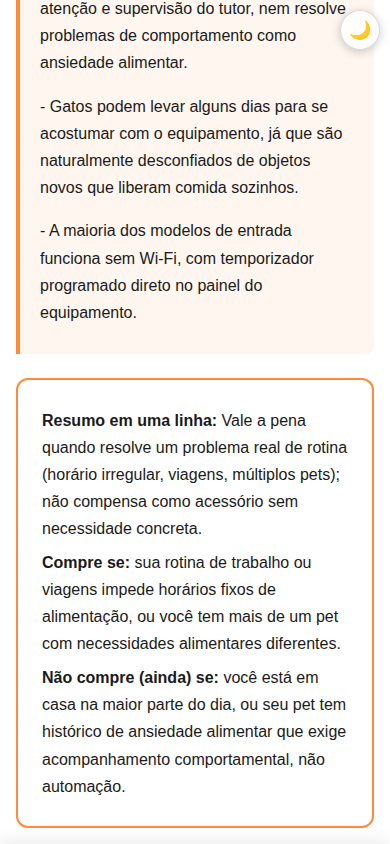 atenção e supervisão do tutor, nem resolve
problemas de comportamento como
ansiedade alimentar.
- Gatos podem levar alguns dias para se
acostumar com o equipamento, já que são
naturalmente desconfiados de objetos
novos que liberam comida sozinhos.
- A maioria dos modelos de entrada
funciona sem Wi-Fi, com temporizador
programado direto no painel do
equipamento.
Resumo em uma linha: Vale a pena
quando resolve um problema real de rotina
(horário irregular, viagens, múltiplos pets);
não compensa como acessório sem
necessidade concreta.
Compre se: sua rotina de trabalho ou
viagens impede horários fixos de
alimentação, ou você tem mais de um pet
com necessidades alimentares diferentes.
Não compre (ainda) se: você está em
casa na maior parte do dia, ou seu pet tem
histórico de ansiedade alimentar que exige
acompanhamento comportamental, não
automação.